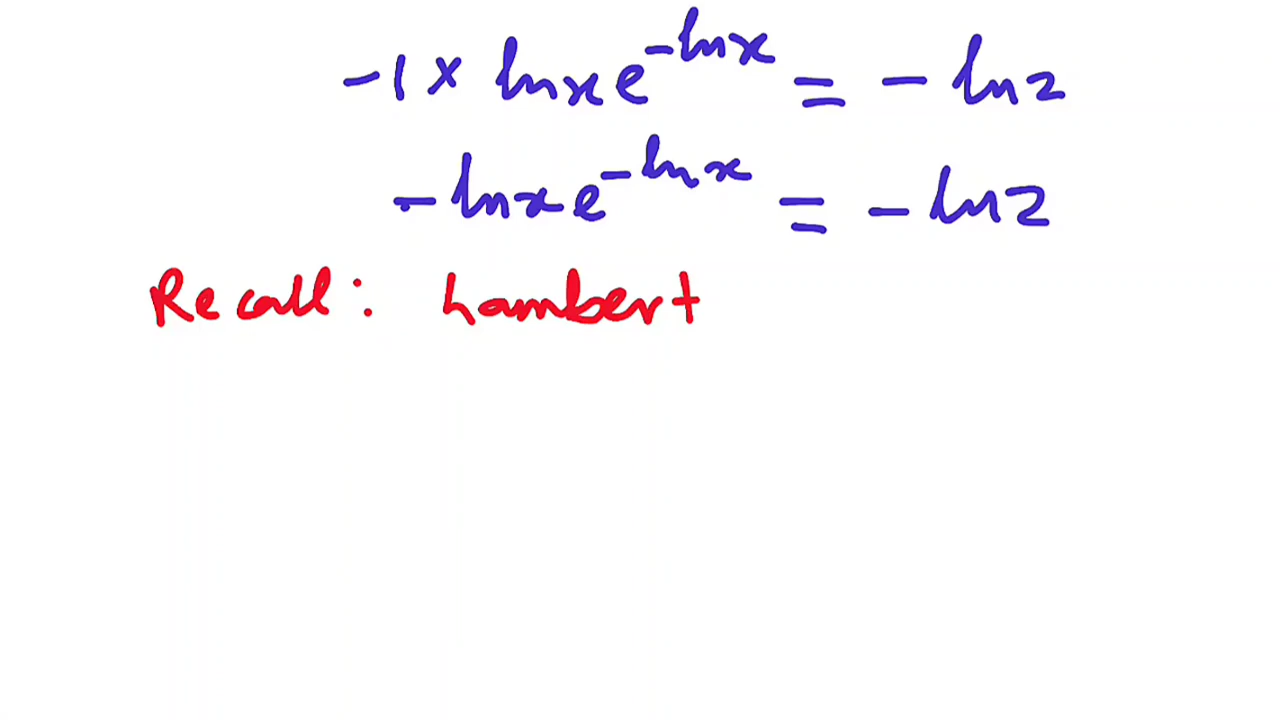 -1 × lnx e^{-lnx} = - ln2
- lnx e^{-lnx} = - ln2
Recall: Lambert